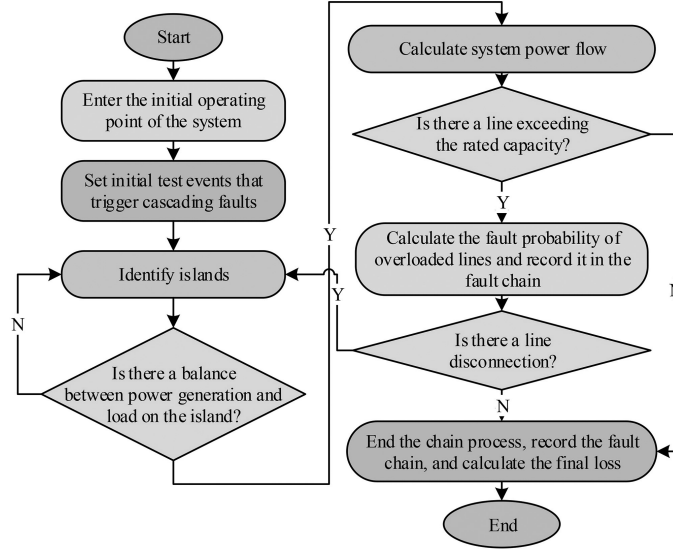 Start
Enter the initial operating
point of the system
Set initial test events that
trigger cascading faults
Identify islands
N
Is there a balance
between power generation and
load on the island?
Y
Calculate system power flow
Is there a line exceeding
the rated capacity?
Y
Calculate the fault probability of
overloaded lines and record it in the
fault chain
Y
Is there a line
disconnection?
N
End the chain process, record the fault
chain, and calculate the final loss
End